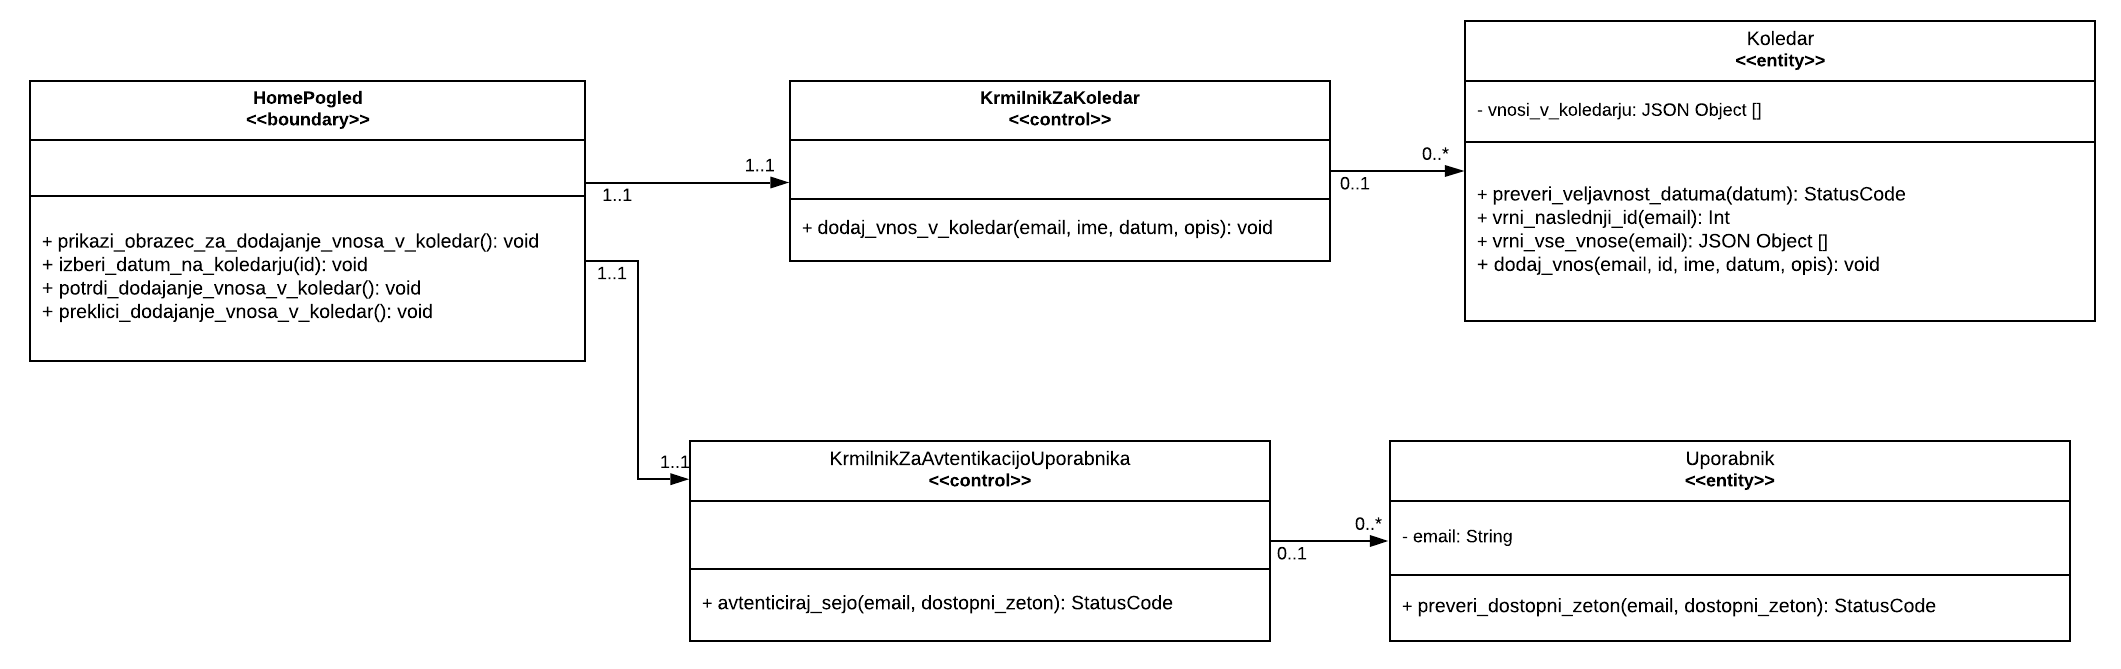 HomePogled
<<boundary>>
+ prikazi_obrazec_za_dodajanje_vnosa_v_koledar(): void
+ izberi_datum_na_koledarju(id): void
+ potrdi_dodajanje_vnosa_v_koledar(): void
+ preklici_dodajanje_vnosa_v_koledar(): void
1..1
1..1
KrmilnikZaKoledar
<<control>>
+ dodaj_vnos_v_koledar(email, ime, datum, opis): void
0..*
0..1
Koledar
<<entity>>
- vnosi_v_koledarju: JSON Object []
+ preveri_veljavnost_datuma(datum): StatusCode
+ vrni_naslednji_id(email): Int
+ vrni_vse_vnose(email): JSON Object []
+ dodaj_vnos(email, id, ime, datum, opis): void
1..1
1..1
KrmilnikZaAvtentikacijoUporabnika
<<control>>
+ avtenticiraj_sejo(email, dostopni_zeton): StatusCode
0..*
0..1
Uporabnik
<<entity>>
- email: String
+ preveri_dostopni_zeton(email, dostopni_zeton): StatusCode